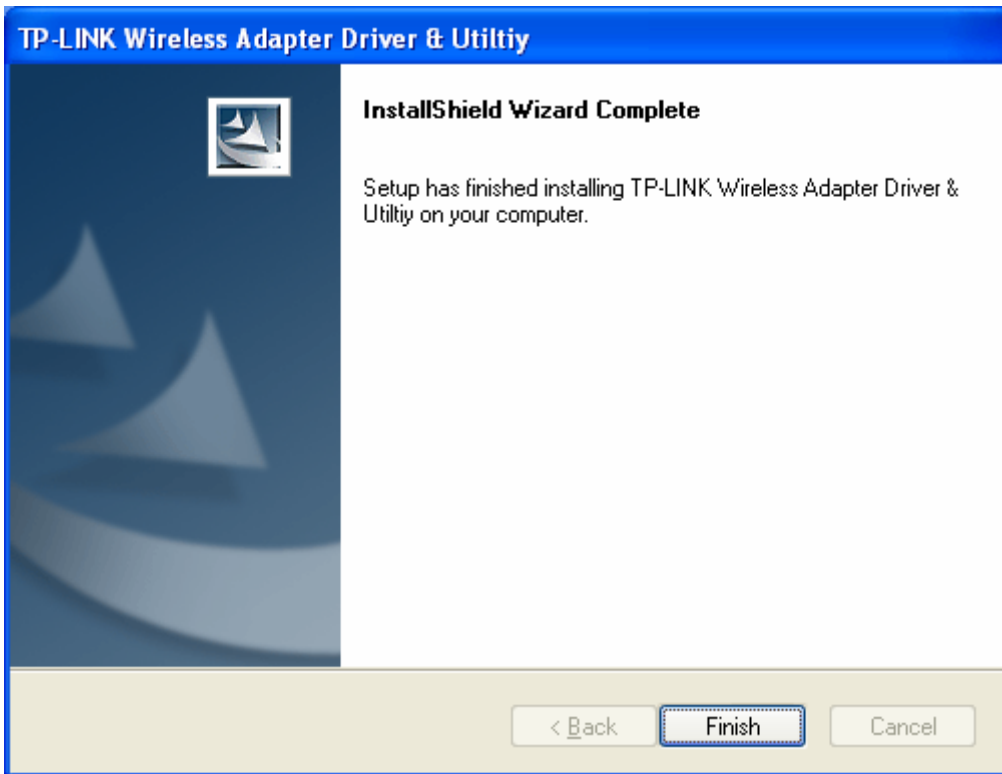 TP-LINK Wireless Adapter Driver & Utiltiy
InstallShield Wizard Complete
Setup has finished installing TP-LINK Wireless Adapter Driver &
Utiltiy on your computer.
< Back
Finish
Cancel